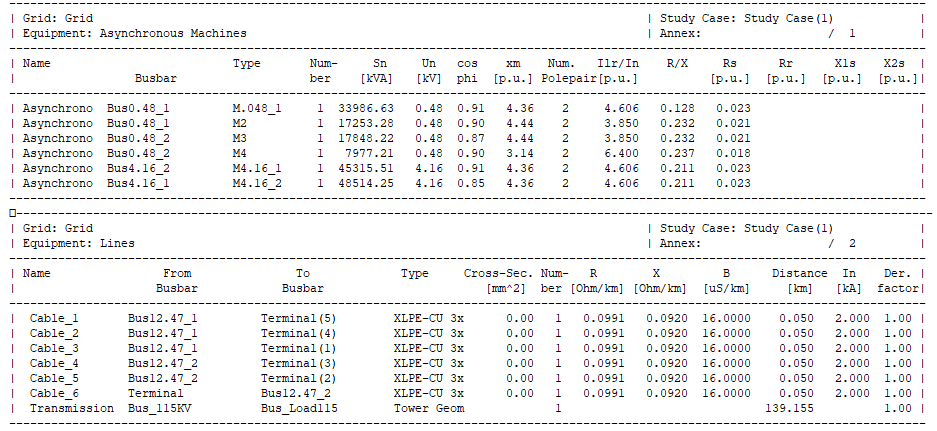 | Grid: Grid | Study Case: Study Case(1) |
| Equipment: Asynchronous Machines | Annex: / 1 |
| Name Type Num- Sn Un cos xm Num. Ilr/In R/X Rs Rr X1s X2s |
| Busbar ber [kVA] [kV] phi [p.u.] Polepair[p.u.] [p.u.] [p.u.] [p.u.] [p.u.]|
| Asynchrono Bus0.48_1 M.048_1 1 33986.63 0.48 0.91 4.36 2 4.606 0.128 0.023 |
| Asynchrono Bus0.48_1 M2 1 17253.28 0.48 0.90 4.44 2 3.850 0.232 0.021 |
| Asynchrono Bus0.48_2 M3 1 17848.22 0.48 0.87 4.44 2 3.850 0.232 0.021 |
| Asynchrono Bus0.48_2 M4 1 7977.21 0.48 0.90 3.14 2 6.400 0.237 0.018 |
| Asynchrono Bus4.16_2 M4.16_1 1 45315.51 4.16 0.91 4.36 2 4.606 0.211 0.023 |
| Asynchrono Bus4.16_1 M4.16_2 1 48514.25 4.16 0.85 4.36 2 4.606 0.211 0.023 |
| Grid: Grid | Study Case: Study Case(1) |
| Equipment: Lines | Annex: / 2 |
| Name From To Type Cross-Sec. Num- R X B Distance In Der. |
| Busbar Busbar [mm^2] ber [Ohm/km] [Ohm/km] [uS/km] [km] [kA] factor|
| Cable_1 Bus12.47_1 Terminal(5) XLPE-CU 3x 0.00 1 0.0991 0.0920 16.0000 0.050 2.000 1.00 |
| Cable_2 Bus12.47_1 Terminal(4) XLPE-CU 3x 0.00 1 0.0991 0.0920 16.0000 0.050 2.000 1.00 |
| Cable_3 Bus12.47_1 Terminal(1) XLPE-CU 3x 0.00 1 0.0991 0.0920 16.0000 0.050 2.000 1.00 |
| Cable_4 Bus12.47_2 Terminal(3) XLPE-CU 3x 0.00 1 0.0991 0.0920 16.0000 0.050 2.000 1.00 |
| Cable_5 Bus12.47_2 Terminal(2) XLPE-CU 3x 0.00 1 0.0991 0.0920 16.0000 0.050 2.000 1.00 |
| Cable_6 Terminal Bus12.47_2 XLPE-CU 3x 0.00 1 0.0991 0.0920 16.0000 0.050 2.000 1.00 |
| Transmission Bus_115KV Bus_Load115 Tower Geom 1 139.155 1.00 |